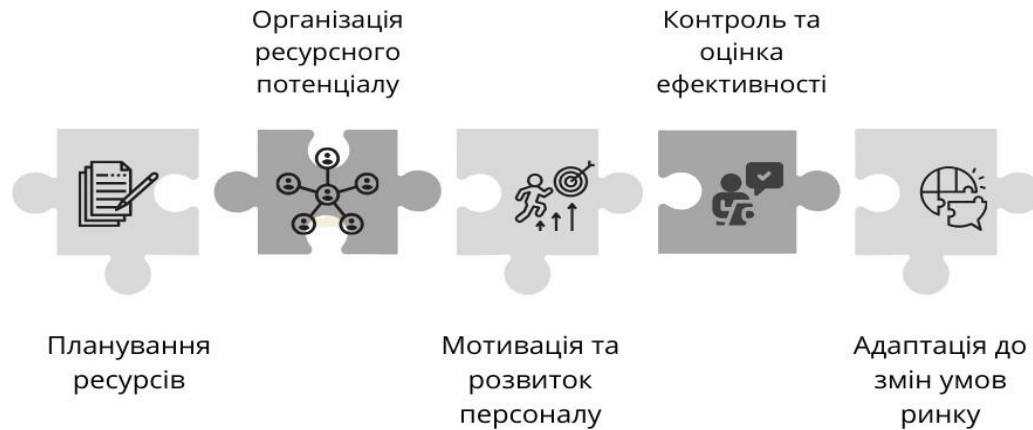 Організація
ресурсного
потенціалу
Контроль та
оцінка
ефективності
Планування
ресурсів
Мотивація та
розвиток
персоналу
Адаптація до
змін умов
ринку